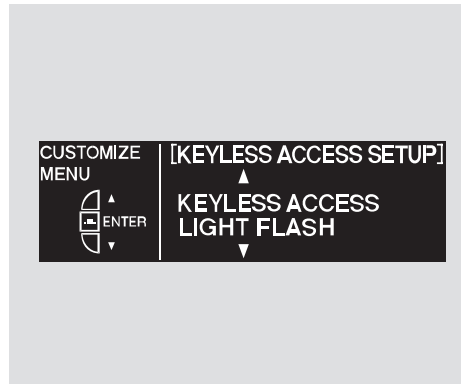 CUSTOMIZE
MENU
ENTER
[KEYLESS ACCESS SETUP]
KEYLESS ACCESS
LIGHT FLASH